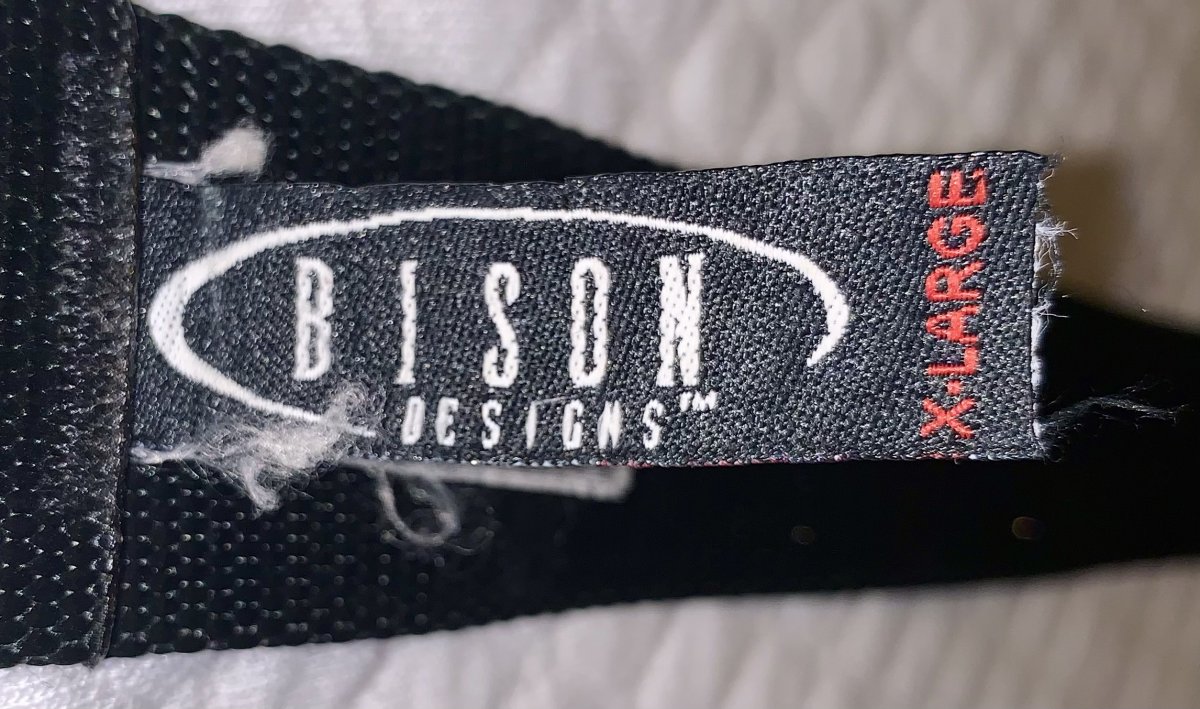 BISON
DESIGNS™
X-LARGE